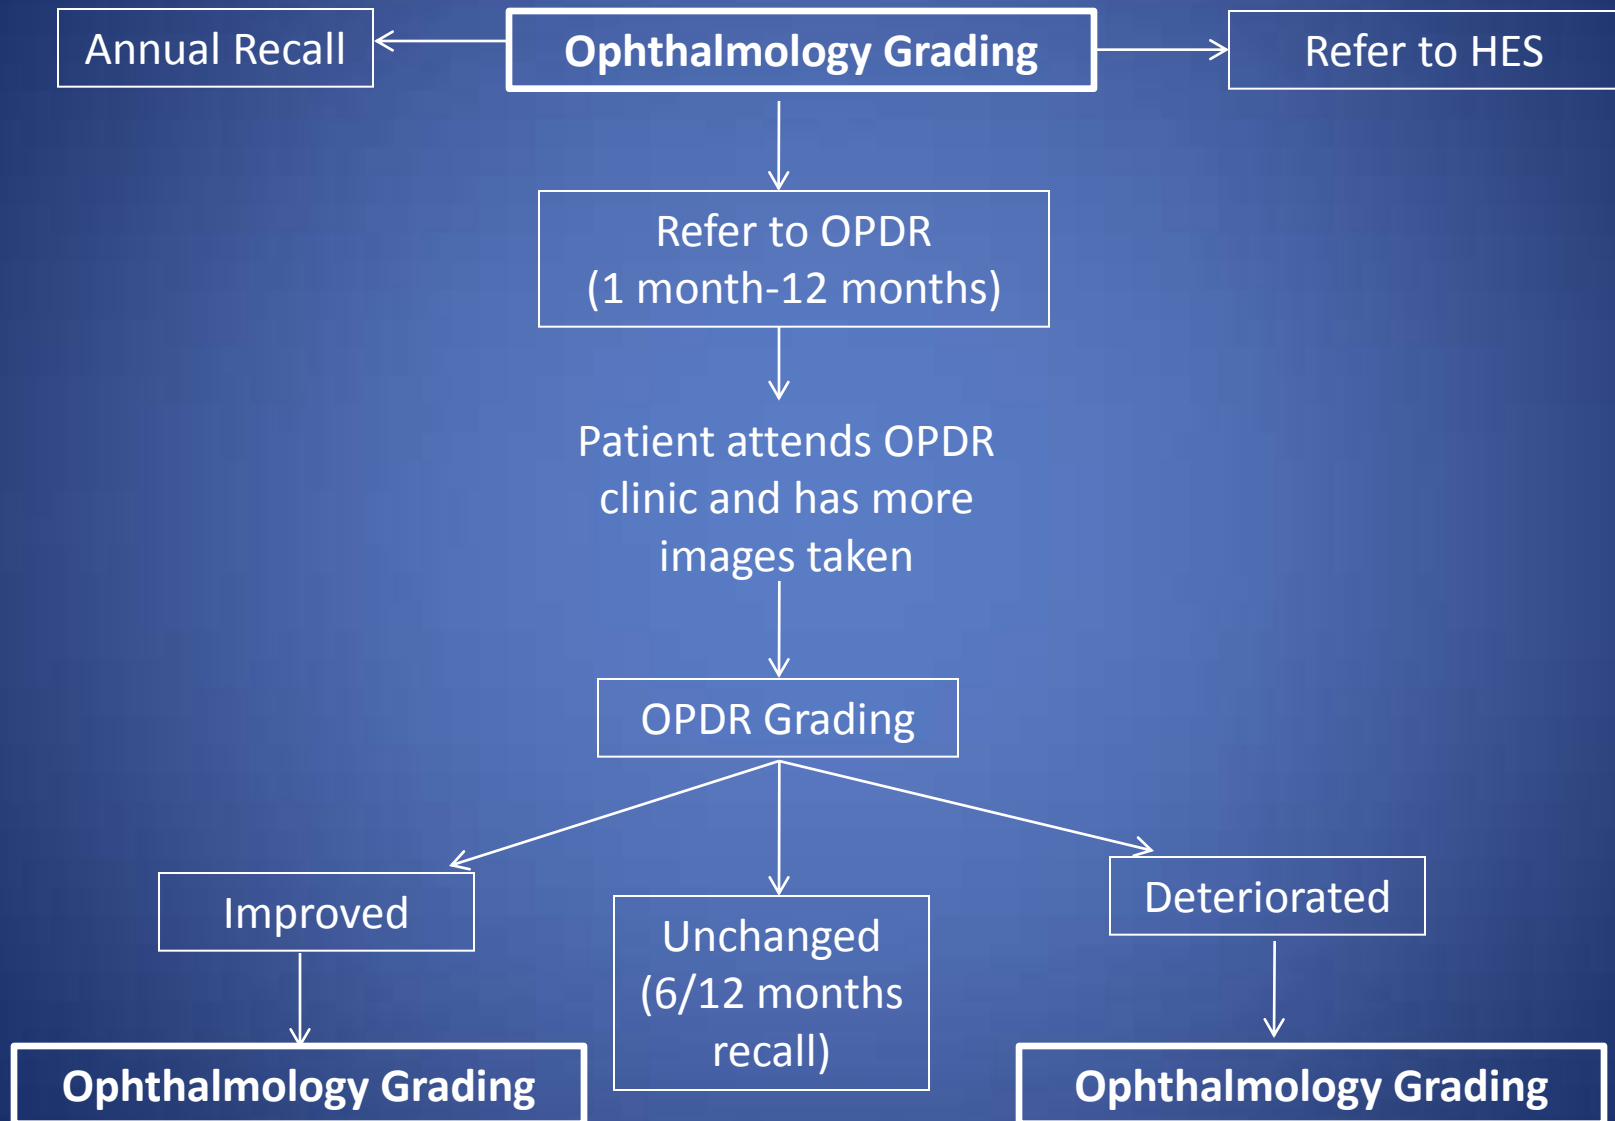 Annual Recall
Ophthalmology Grading
Refer to HES
Refer to OPDR
(1 month-12 months)
Patient attends OPDR
clinic and has more
images taken
OPDR Grading
Improved
Unchanged
(6/12 months
recall)
Deteriorated
Ophthalmology Grading
Ophthalmology Grading